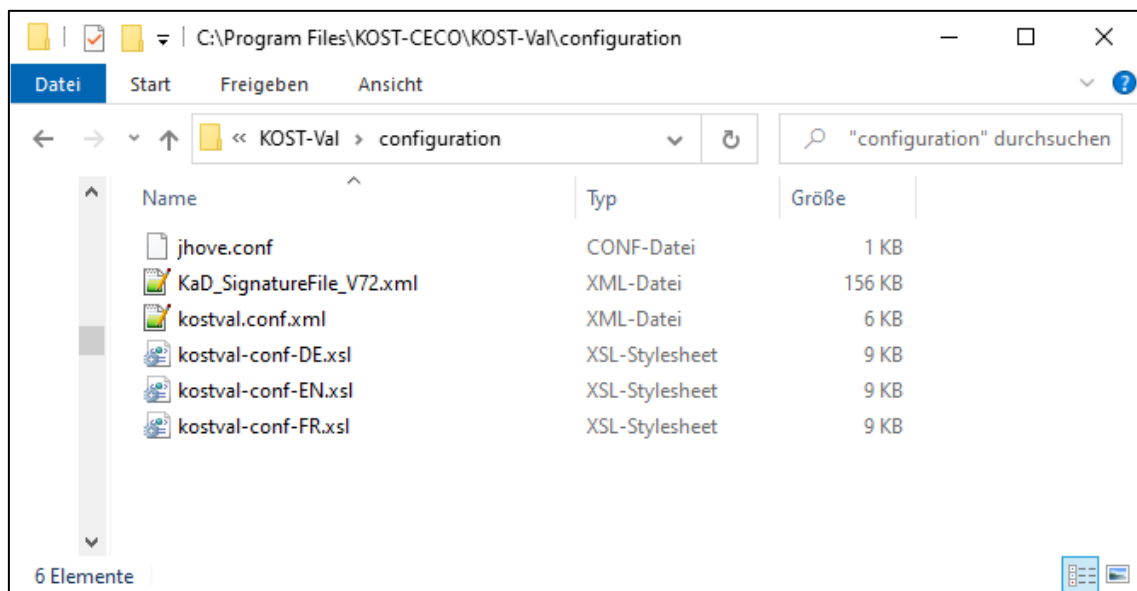 C:\Program Files\KOST-CECO\KOST-Val\configuration
Datei Start Freigeben Ansicht
« KOST-Val › configuration "configuration" durchsuchen
Name Typ Größe
jhove.conf CONF-Datei 1 KB
KaD_SignatureFile_V72.xml XML-Datei 156 KB
kostval.conf.xml XML-Datei 6 KB
kostval-conf-DE.xsl XSL-Stylesheet 9 KB
kostval-conf-EN.xsl XSL-Stylesheet 9 KB
kostval-conf-FR.xsl XSL-Stylesheet 9 KB
6 Elemente